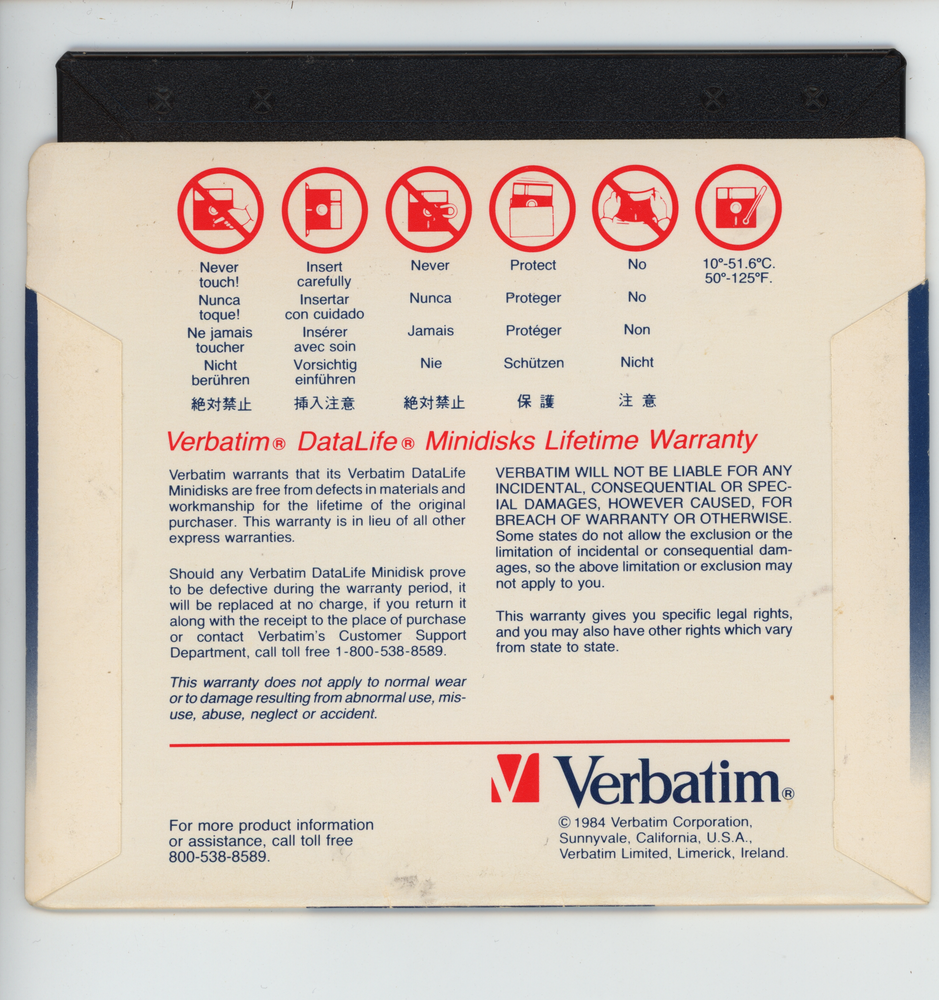 Never
touch!
Nunca
toque!
Ne jamais
toucher
Nicht
berühren
絶対禁止
Insert
carefully
Insertar
con cuidado
Insérer
avec soin
Vorsichtig
einführen
挿入注意
Never
Nunca
Jamais
Nie
絶対禁止
Protect
Proteger
Protéger
Schützen
保護
No
No
Non
Nicht
注意
10°-51.6°C.
50°-125°F.
Verbatim® DataLife® Minidisks Lifetime Warranty
Verbatim warrants that its Verbatim DataLife
Minidisks are free from defects in materials and
workmanship for the lifetime of the original
purchaser. This warranty is in lieu of all other
express warranties.
Should any Verbatim DataLife Minidisk prove
to be defective during the warranty period, it
will be replaced at no charge, if you return it
along with the receipt to the place of purchase
or contact Verbatim's Customer Support
Department, call toll free 1-800-538-8589.
This warranty does not apply to normal wear
or to damage resulting from abnormal use, mis-
use, abuse, neglect or accident.
VERBATIM WILL NOT BE LIABLE FOR ANY
INCIDENTAL, CONSEQUENTIAL OR SPEC-
IAL DAMAGES, HOWEVER CAUSED, FOR
BREACH OF WARRANTY OR OTHERWISE.
Some states do not allow the exclusion or the
limitation of incidental or consequential dam-
ages, so the above limitation or exclusion may
not apply to you.
This warranty gives you specific legal rights,
and you may also have other rights which vary
from state to state.
For more product information
or assistance, call toll free
800-538-8589.
V Verbatim®
© 1984 Verbatim Corporation,
Sunnyvale, California, U.S.A.,
Verbatim Limited, Limerick, Ireland.